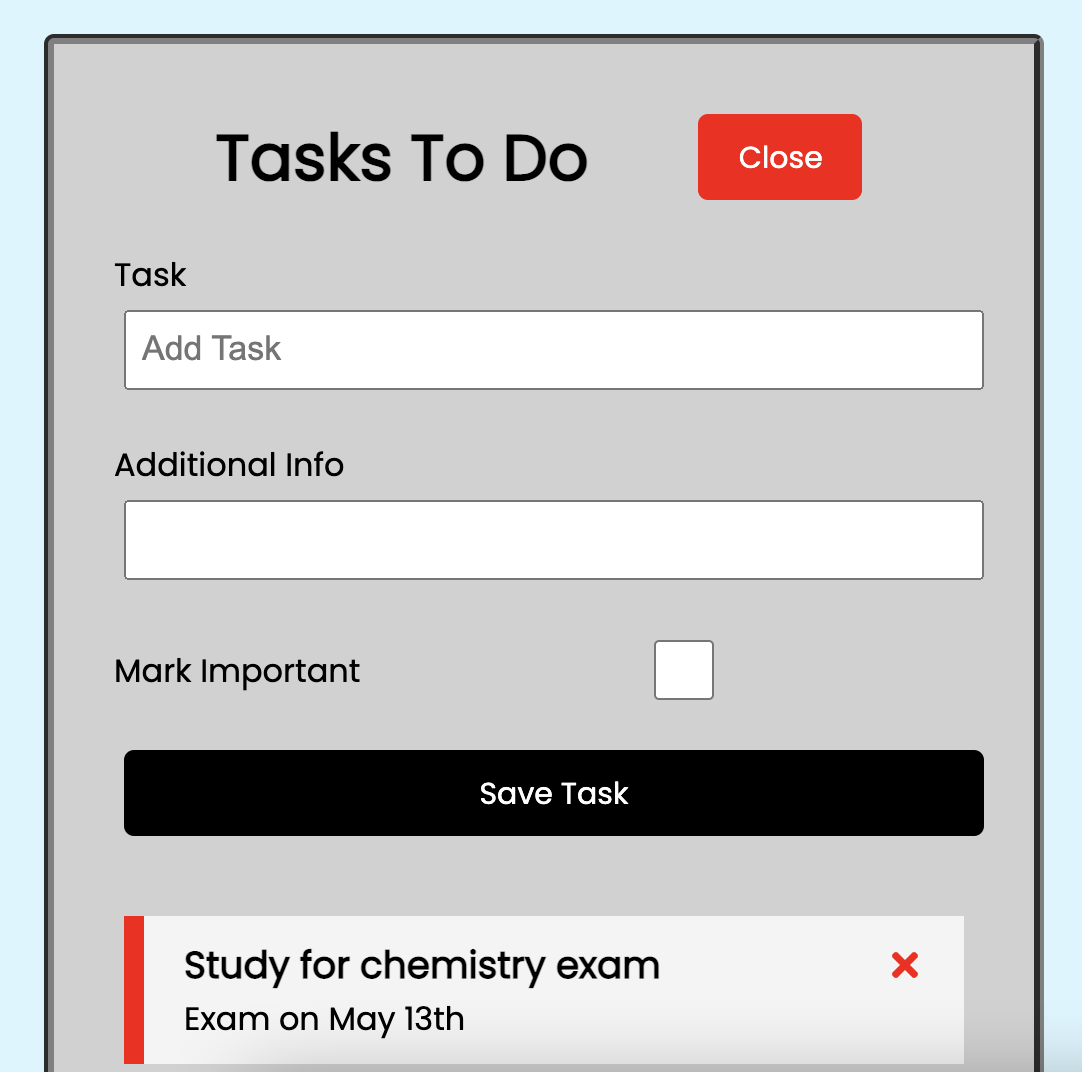 Tasks To Do
Close
Task
Add Task
Additional Info
Mark Important
Save Task
Study for chemistry exam
Exam on May 13th